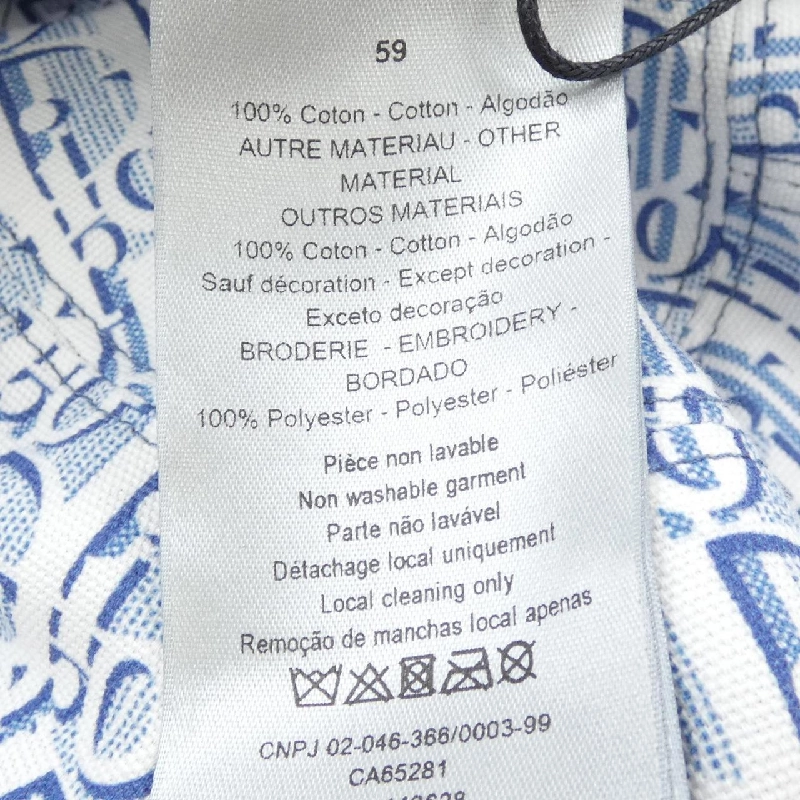 59
100% Coton - Cotton - Algodão
AUTRE MATERIAU - OTHER
MATERIAL
OUTROS MATERIAIS
100% Coton - Cotton - Algodão
Sauf décoration - Except decoration -
Exceto decoração
BRODERIE - EMBROIDERY -
BORDADO
100% Polyester - Polyester - Poliéster
Pièce non lavable
Non washable garment
Parte não lavável
Détachage local uniquement
Local cleaning only
Remoção de manchas local apenas
CNPJ 02-046-366/0003-99
CA65281